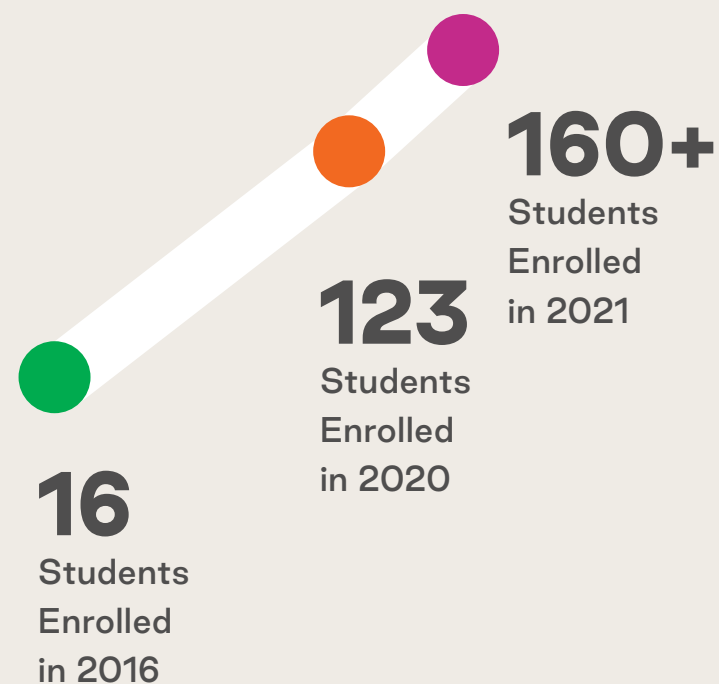 160+
Students
Enrolled
in 2021
123
Students
Enrolled
in 2020
16
Students
Enrolled
in 2016